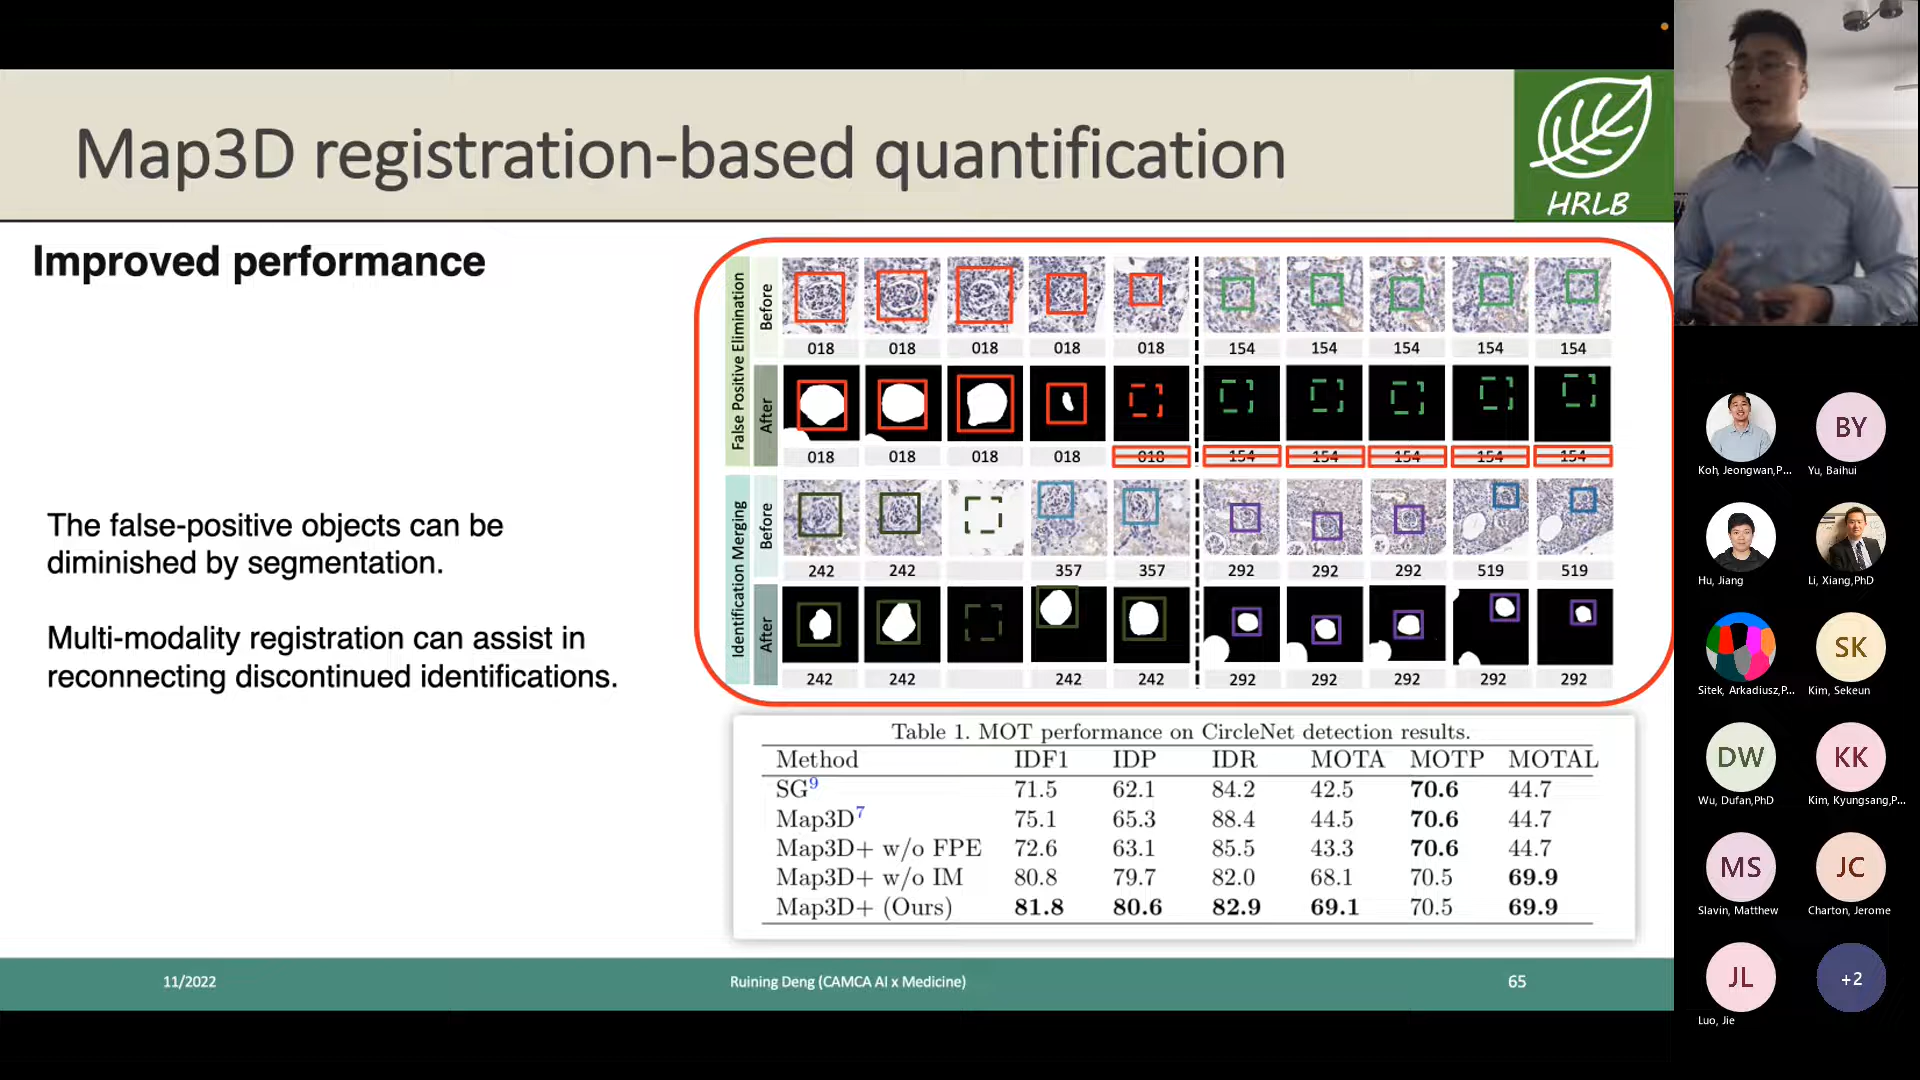 Map3D registration-based quantification
HRLB
Improved performance
The false-positive objects can be
diminished by segmentation.
Multi-modality registration can assist in
reconnecting discontinued identifications.
False Positive Elimination
Before
018 018 018 018 018 154 154 154 154 154
After
018 018 018 018 018 154 154 154 154 154
Identification Merging
Before
242 242 357 357 292 292 292 519 519
After
242 242 242 242 292 292 292 292 292
Table 1. MOT performance on CircleNet detection results.
Method IDF1 IDP IDR MOTA MOTP MOTAL
SG9 71.5 62.1 84.2 42.5 70.6 44.7
Map3D7 75.1 65.3 88.4 44.5 70.6 44.7
Map3D+ w/o FPE 72.6 63.1 85.5 43.3 70.6 44.7
Map3D+ w/o IM 80.8 79.7 82.0 68.1 70.5 69.9
Map3D+ (Ours) 81.8 80.6 82.9 69.1 70.5 69.9
11/2022
Ruining Deng (CAMCA AI x Medicine)
65
BY
Koh, Jeongwan,P... Yu, Baihui
Hu, Jiang Li, Xiang,PhD
SK
Sitek, Arkadiusz,P... Kim, Sekeun
DW KK
Wu, Dufan,PhD Kim, Kyungsang,P...
MS JC
Slavin, Matthew Charton, Jerome
JL +2
Luo, Jie